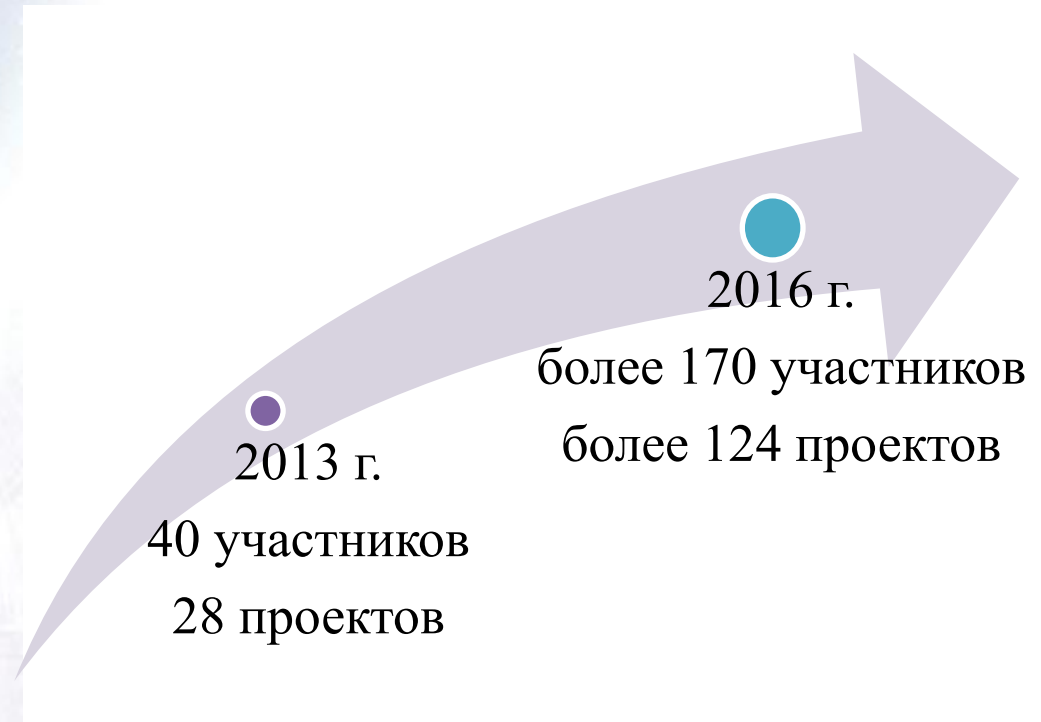 2013 г.
40 участников
28 проектов
2016 г.
более 170 участников
более 124 проектов